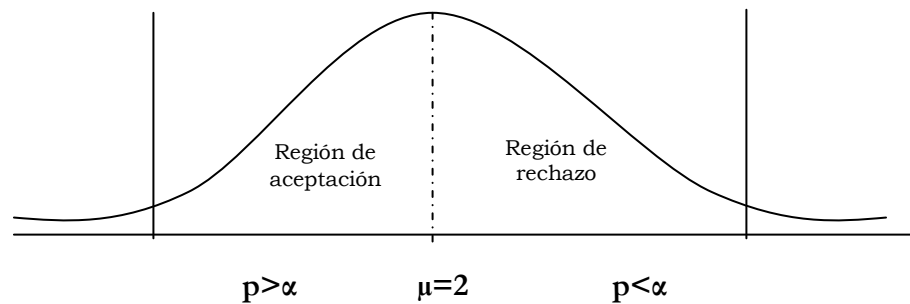 Región de
aceptación
Región de
rechazo
p>α
μ=2
p<α